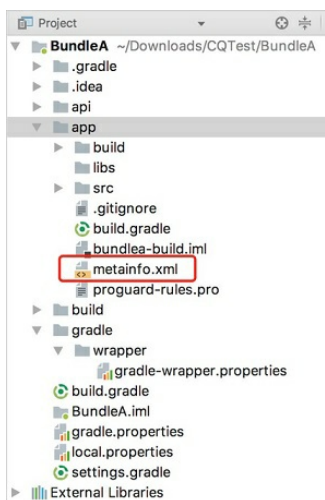 Project
BundleA ~/Downloads/CQTest/BundleA
.gradle
.idea
api
app
build
libs
src
.gitignore
build.gradle
bundlea-build.iml
metainfo.xml
proguard-rules.pro
build
gradle
wrapper
gradle-wrapper.properties
build.gradle
BundleA.iml
gradle.properties
local.properties
settings.gradle
External Libraries